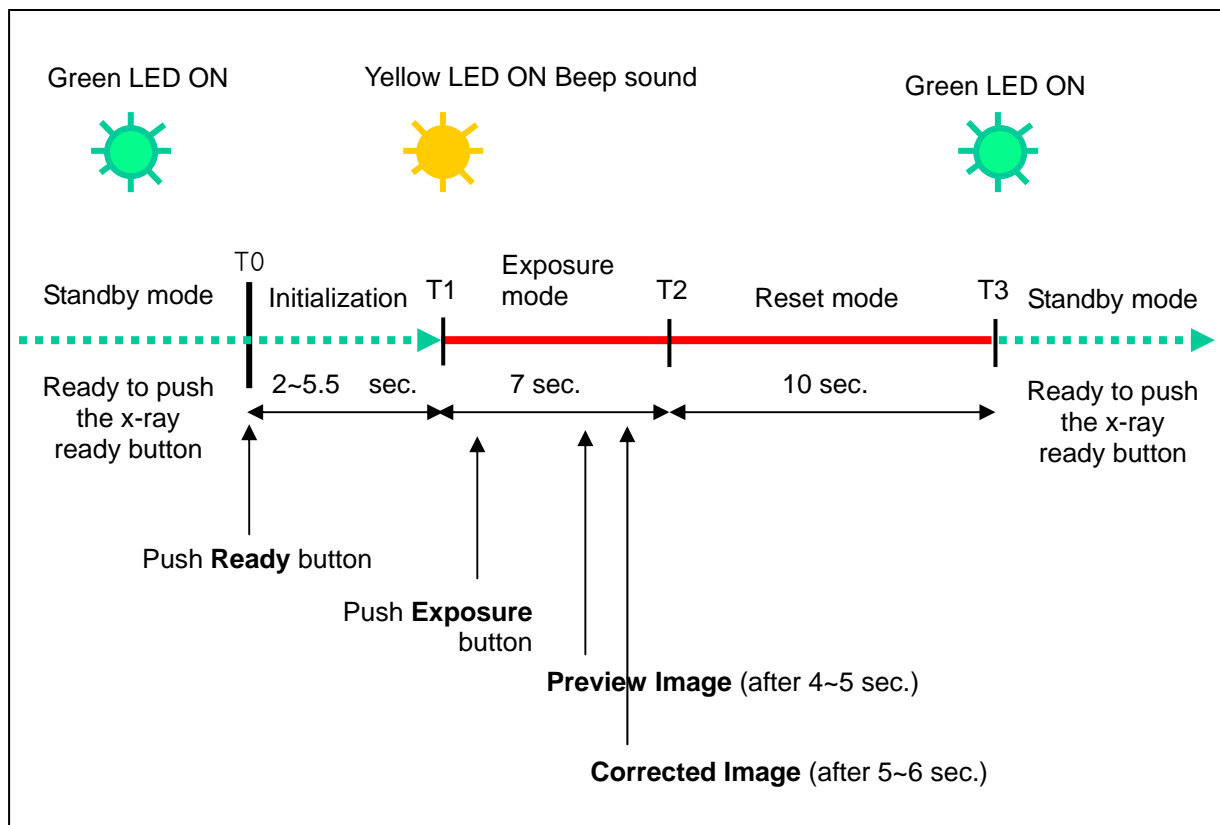 Green LED ON
Yellow LED ON Beep sound
Green LED ON
T0
Standby mode
Initialization
T1
Exposure
mode
T2
Reset mode
T3
Standby mode
Ready to push
the x-ray
ready button
2~5.5 sec.
7 sec.
10 sec.
Ready to push
the x-ray
ready button
Push Ready button
Push Exposure
button
Preview Image (after 4~5 sec.)
Corrected Image (after 5~6 sec.)